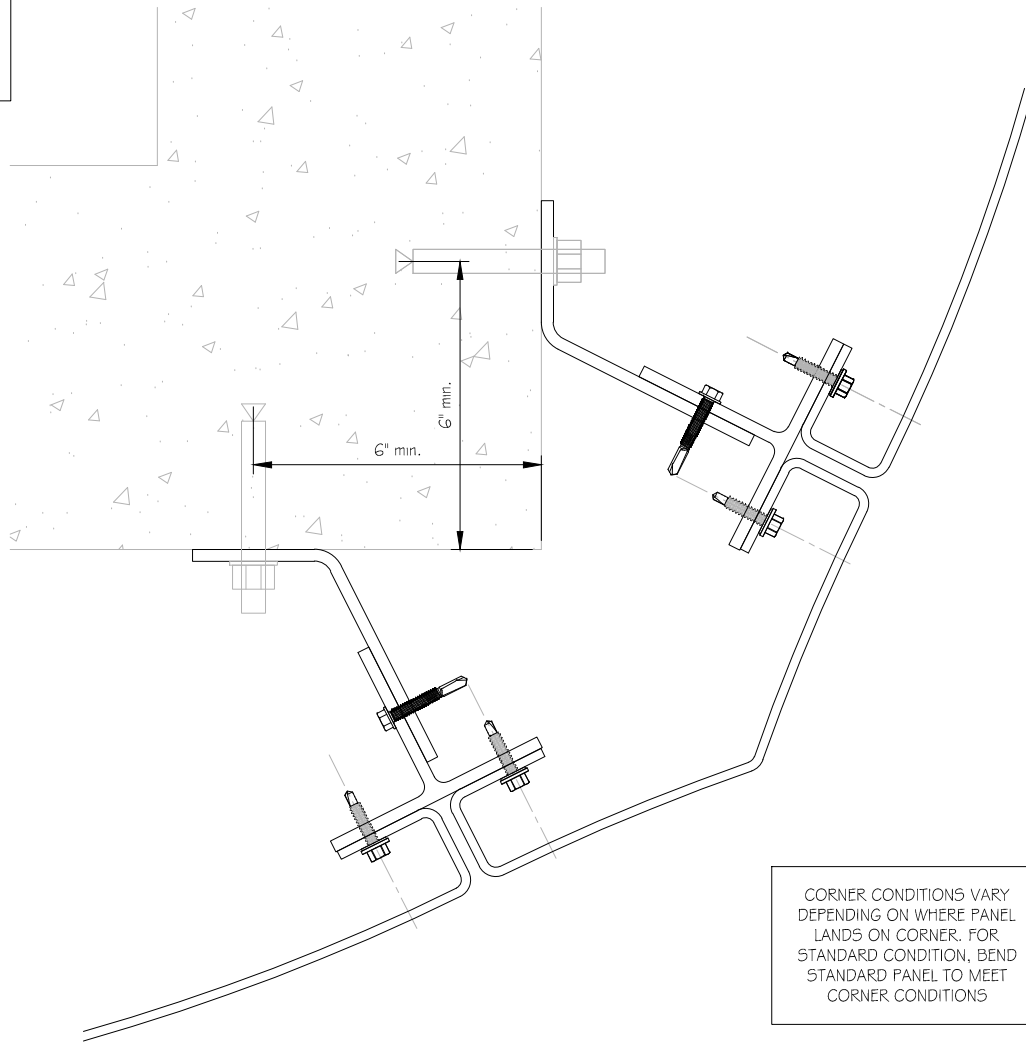 6" min.
6" min.
CORNER CONDITIONS VARY
DEPENDING ON WHERE PANEL
LANDS ON CORNER. FOR
STANDARD CONDITION, BEND
STANDARD PANEL TO MEET
CORNER CONDITIONS